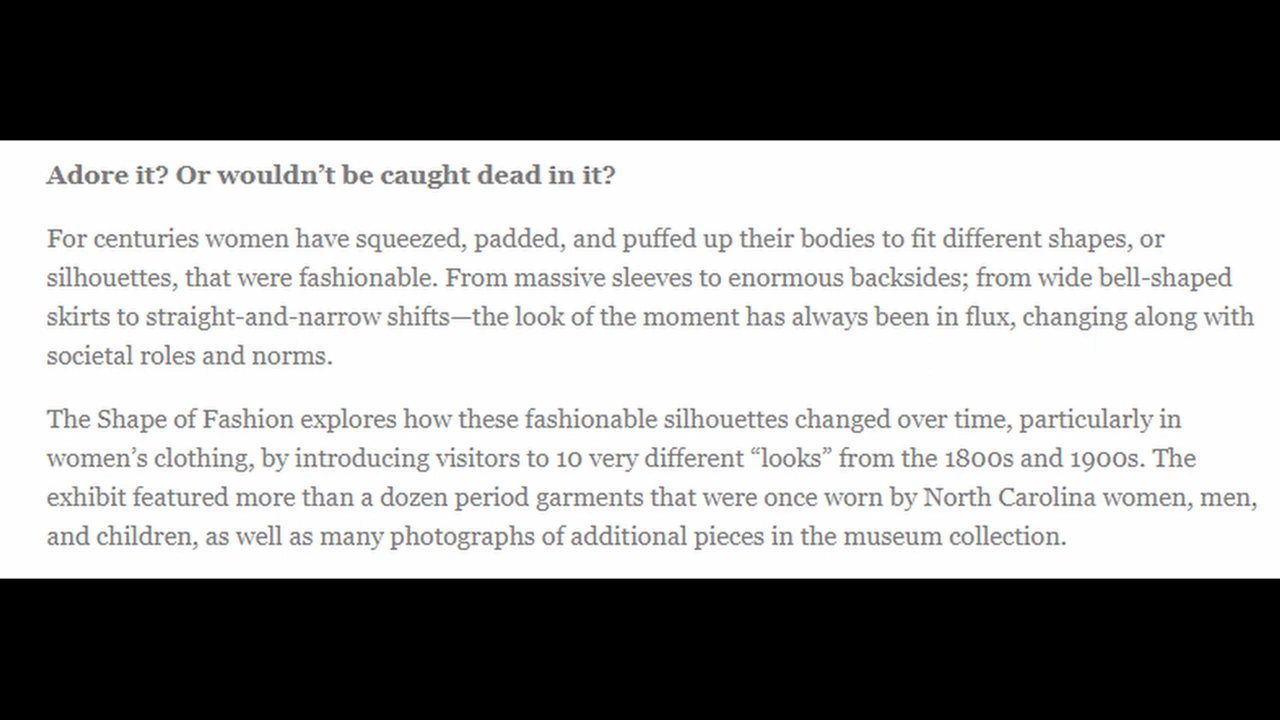 Adore it? Or wouldn’t be caught dead in it?
For centuries women have squeezed, padded, and puffed up their bodies to fit different shapes, or
silhouettes, that were fashionable. From massive sleeves to enormous backsides; from wide bell-shaped
skirts to straight-and-narrow shifts—the look of the moment has always been in flux, changing along with
societal roles and norms.
The Shape of Fashion explores how these fashionable silhouettes changed over time, particularly in
women’s clothing, by introducing visitors to 10 very different “looks” from the 1800s and 1900s. The
exhibit featured more than a dozen period garments that were once worn by North Carolina women, men,
and children, as well as many photographs of additional pieces in the museum collection.